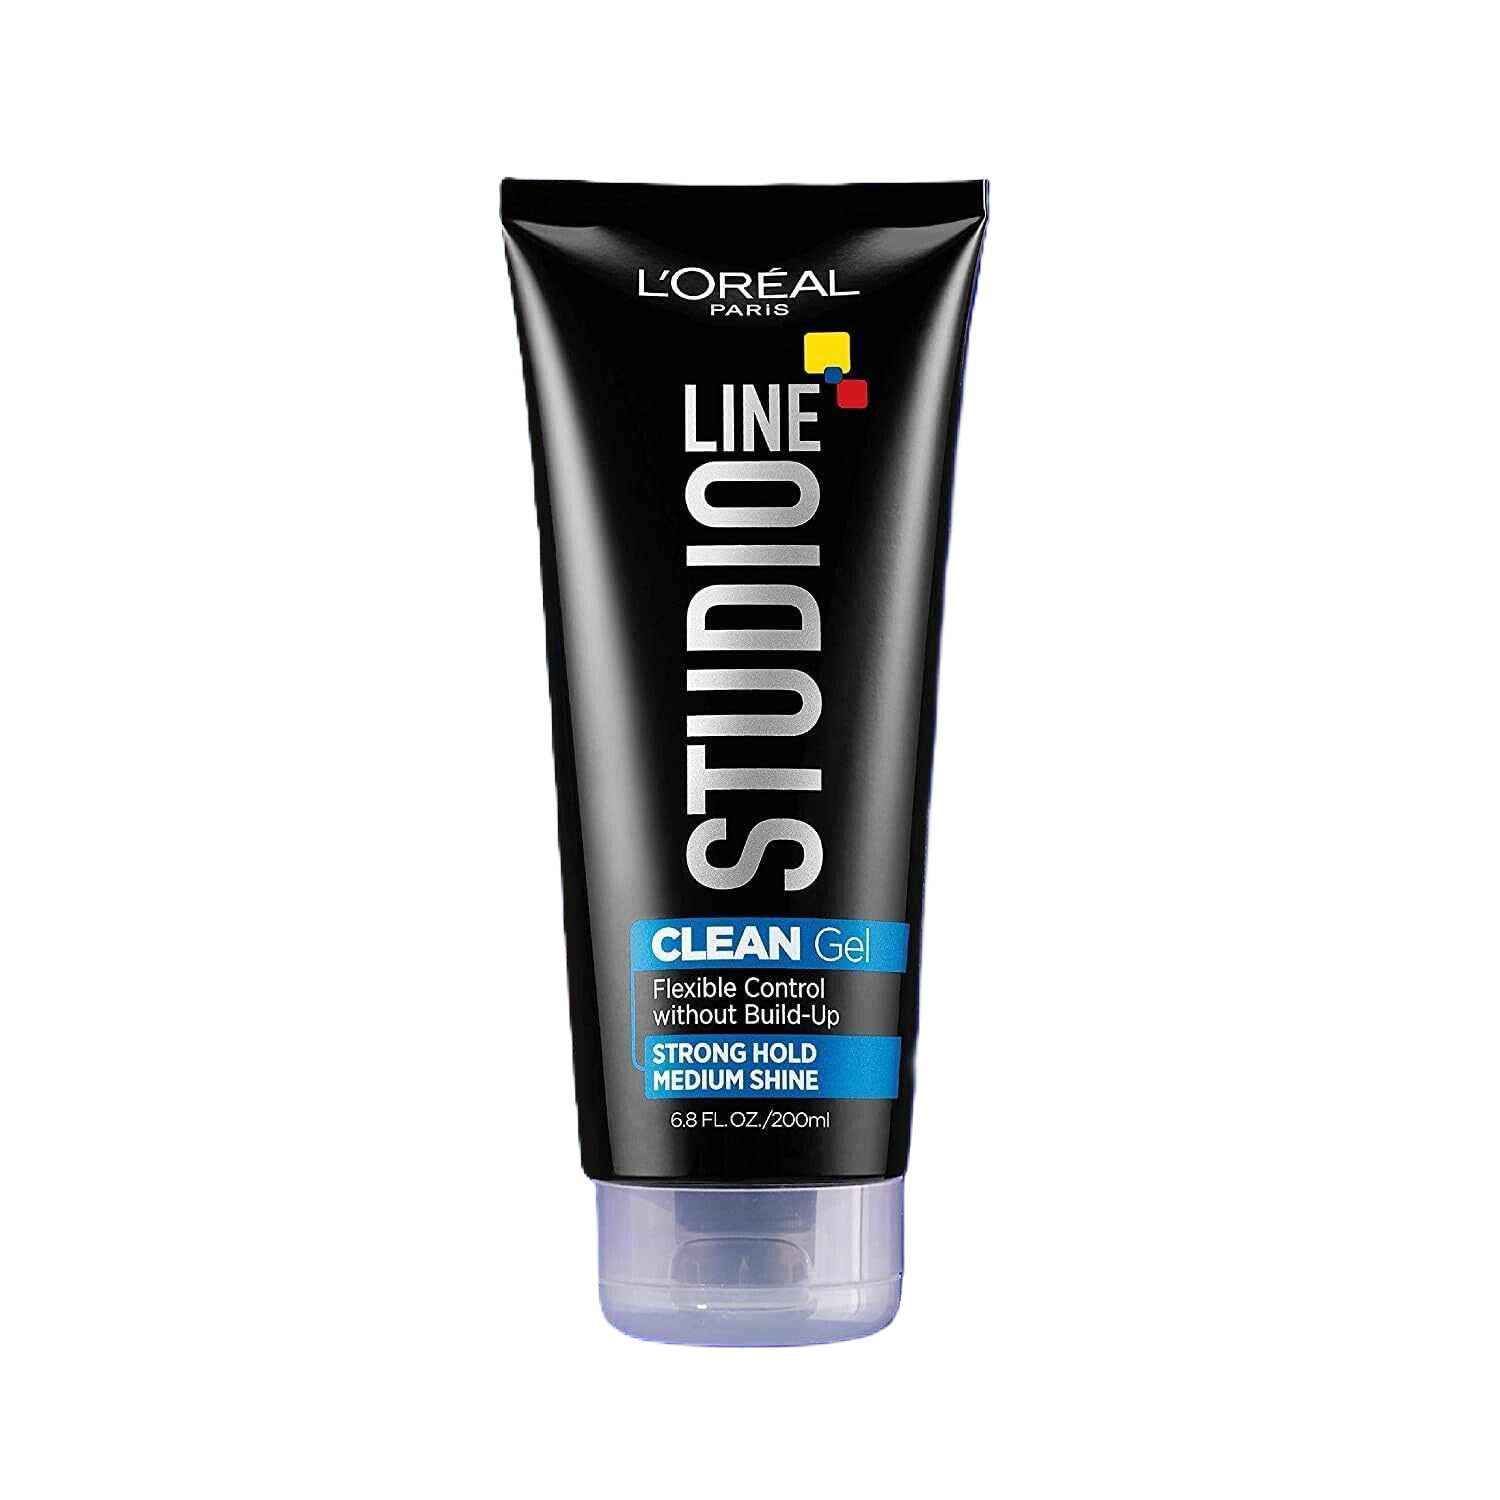 L'ORÉAL
PARiS
STUDIO
LINE
CLEAN Gel
Flexible Control
without Build-Up
STRONG HOLD
MEDIUM SHINE
6.8 FL. OZ./200ml